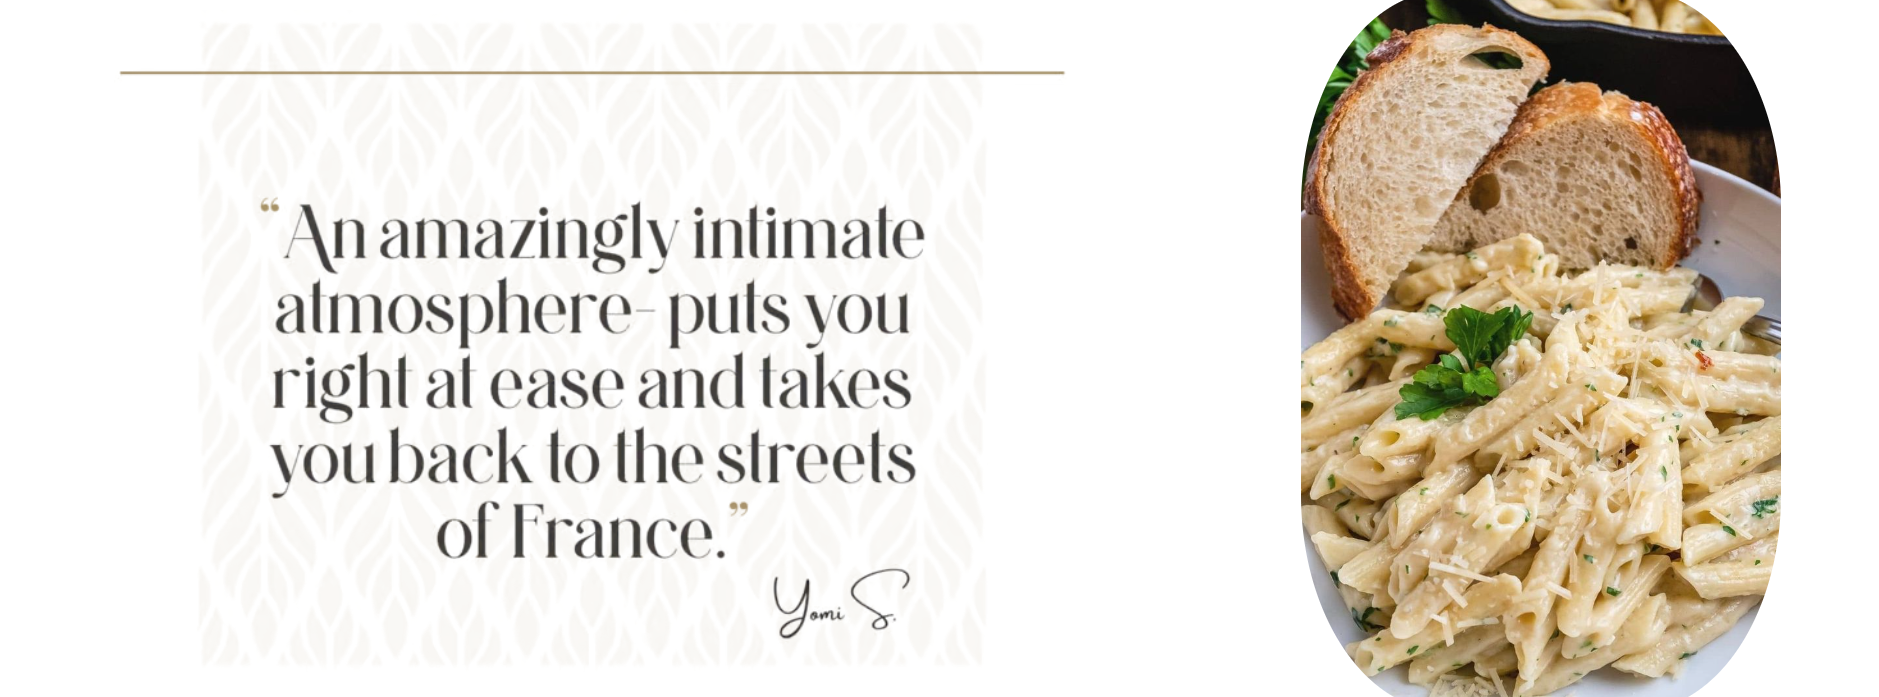 “ An amazingly intimate
atmosphere- puts you
right at ease and takes
you back to the streets
of France.”
Yomi S.